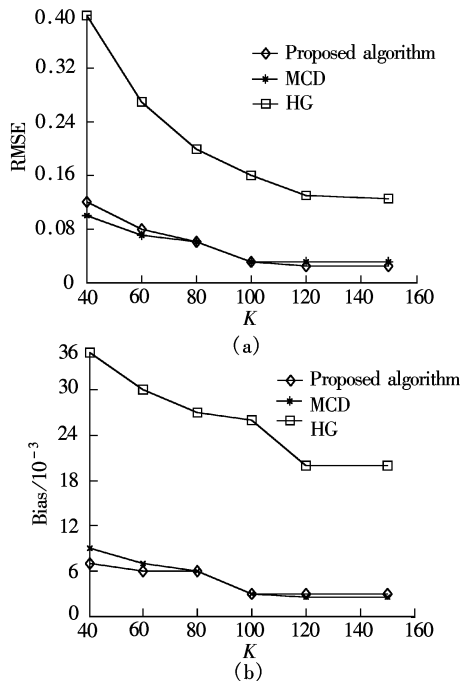 0.40
0.32
0.24
0.16
0.08
0
RMSE
Proposed algorithm
MCD
HG
40 60 80 100 120 140 160
K
(a)
36
30
24
12
6
0
Bias/10⁻³
Proposed algorithm
MCD
HG
40 60 80 100 120 140 160
K
(b)